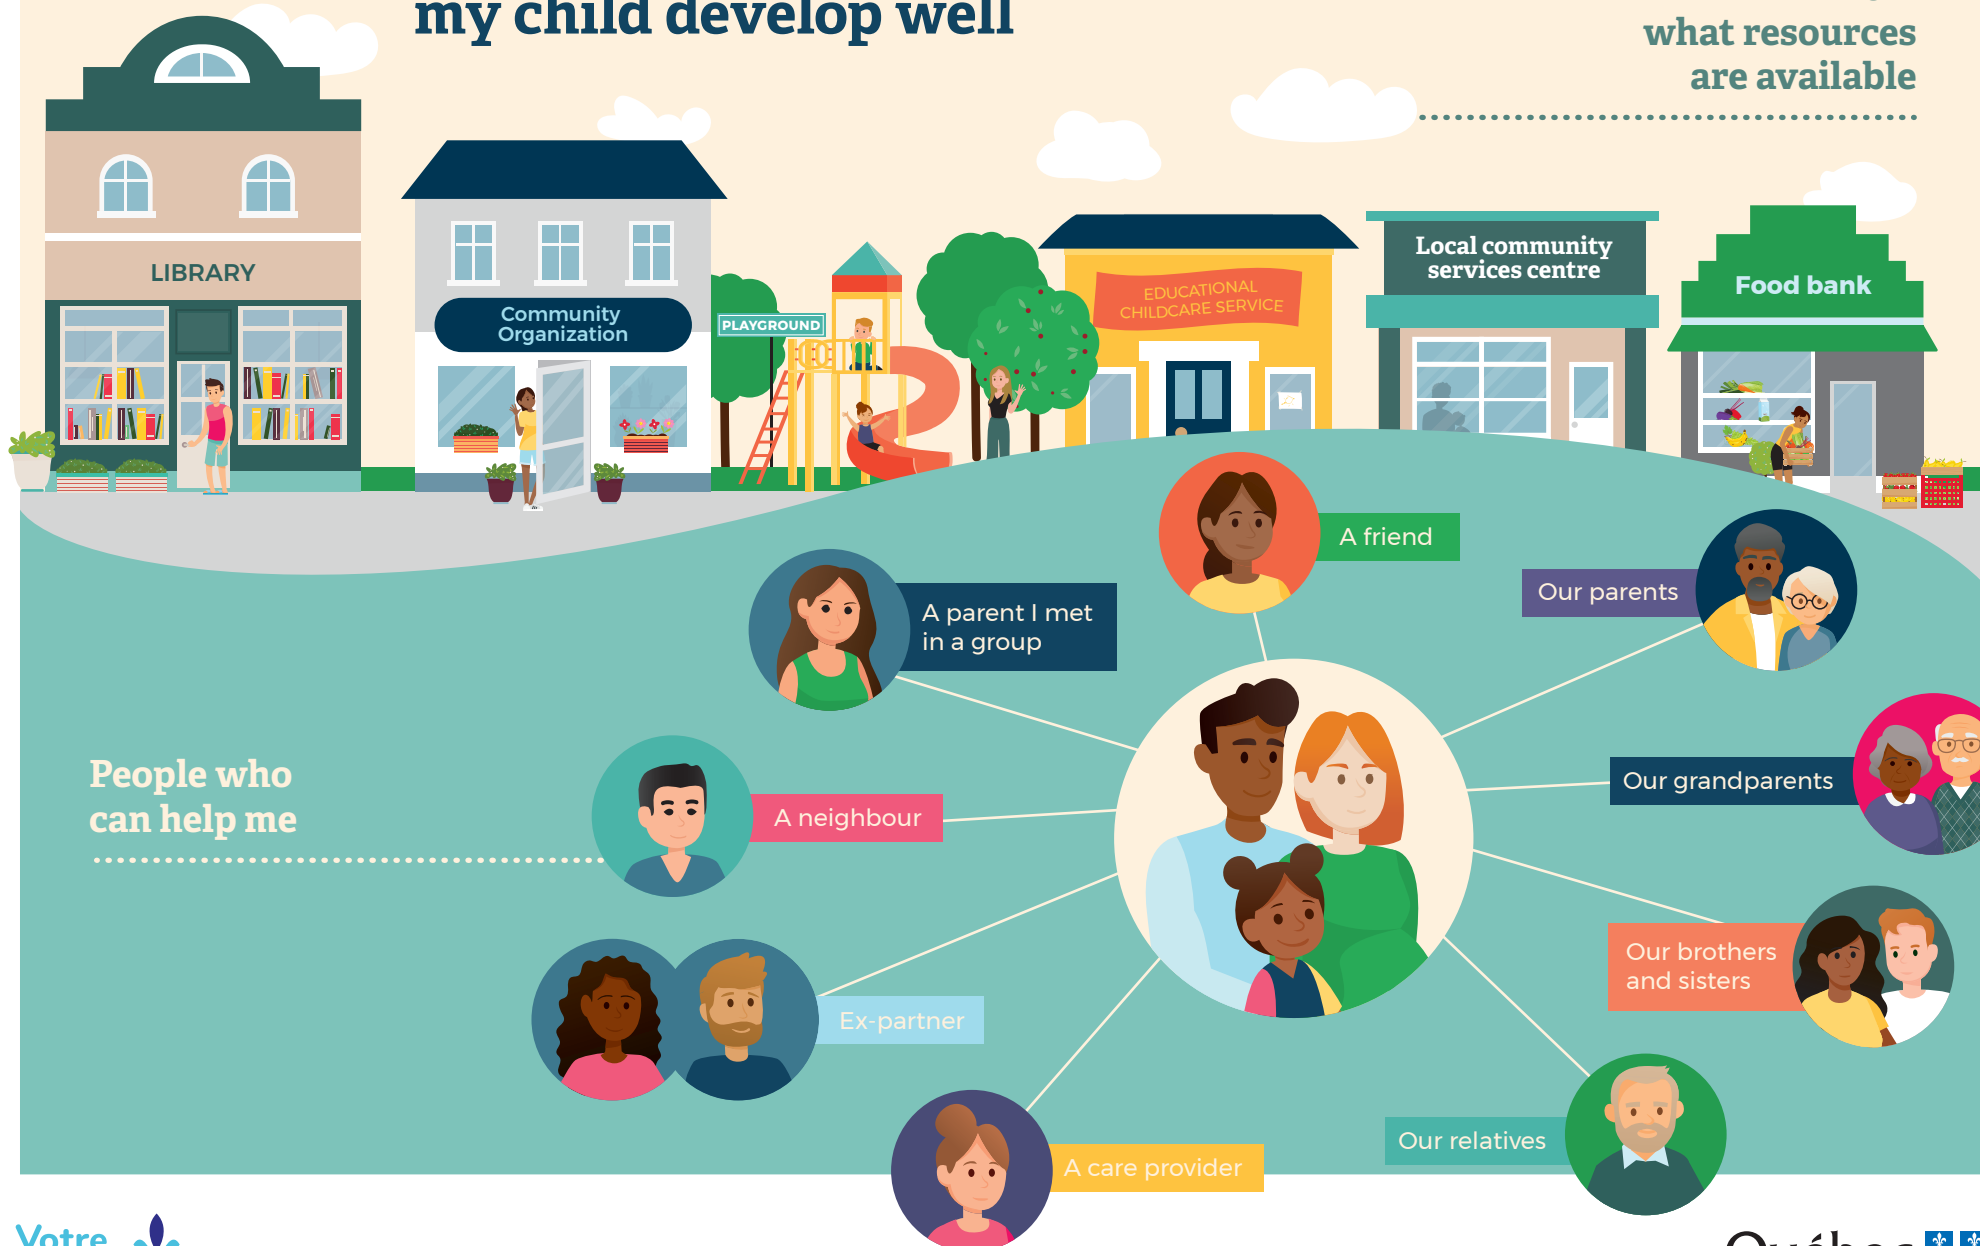 my child develop well
what resources
are available
LIBRARY
Community
Organization
PLAYGROUND
EDUCATIONAL
CHILDCARE SERVICE
Local community
services centre
Food bank
A friend
Our parents
A parent I met
in a group
Our grandparents
People who
can help me
A neighbour
Our brothers
and sisters
Ex-partner
Our relatives
A care provider
Votre
Québec